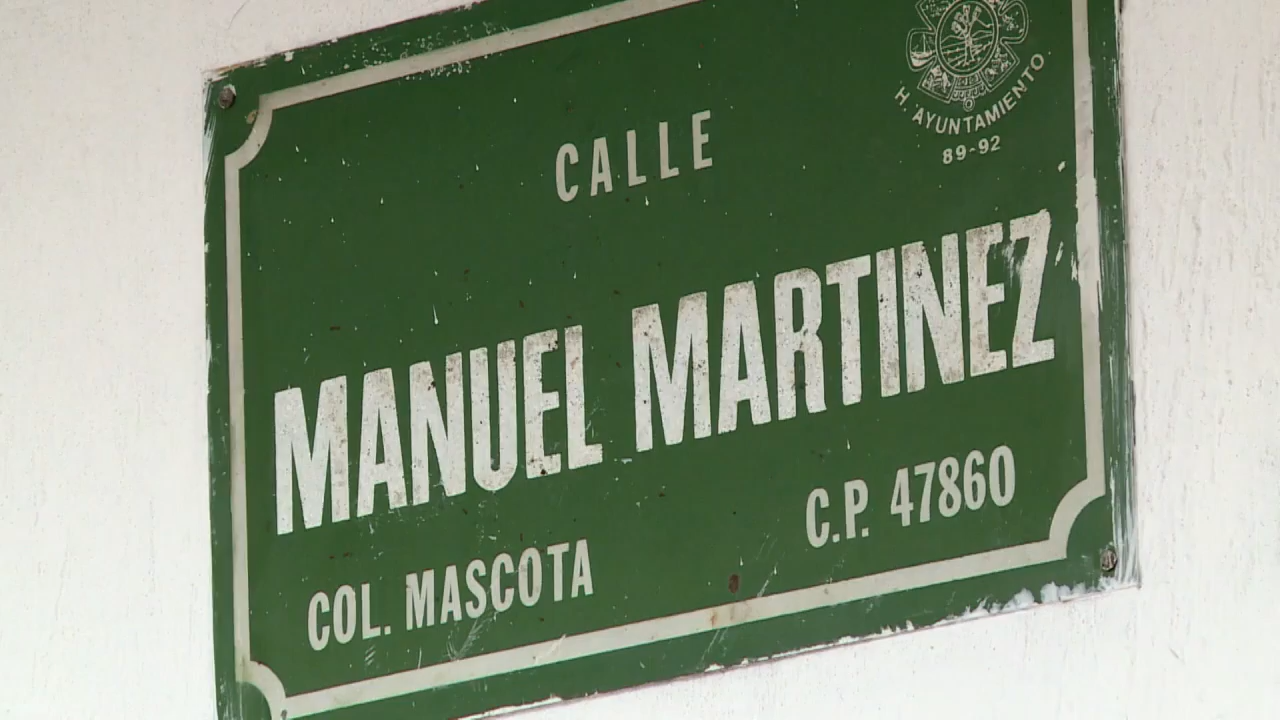 H. AYUNTAMIENTO
89-92
CALLE
MANUEL MARTINEZ
COL. MASCOTA
C.P. 47860